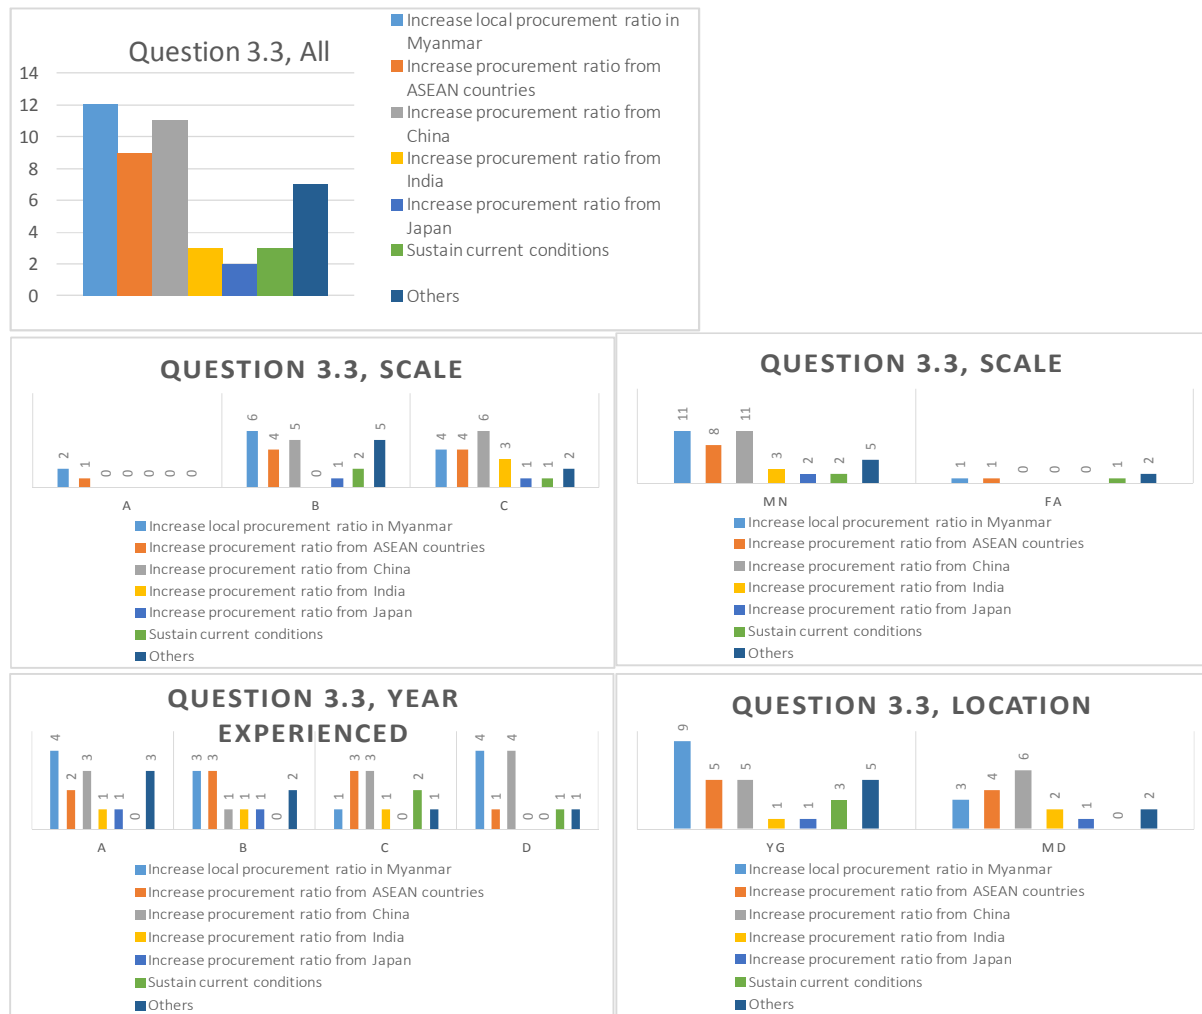 Question 3.3, All
14
12
10
8
6
4
2
0
Increase local procurement ratio in
Myanmar
Increase procurement ratio from
ASEAN countries
Increase procurement ratio from
China
Increase procurement ratio from
India
Increase procurement ratio from
Japan
Sustain current conditions
Others
QUESTION 3.3, SCALE
2 1 0 0 0 0 0 6 4 5 0 1 2 5 4 4 6 3 1 1 2
A B C
Increase local procurement ratio in Myanmar
Increase procurement ratio from ASEAN countries
Increase procurement ratio from China
Increase procurement ratio from India
Increase procurement ratio from Japan
Sustain current conditions
Others
QUESTION 3.3, SCALE
11 8 11 3 2 2 5 1 1 0 0 0 1 2
MN FA
Increase local procurement ratio in Myanmar
Increase procurement ratio from ASEAN countries
Increase procurement ratio from China
Increase procurement ratio from India
Increase procurement ratio from Japan
Sustain current conditions
Others
QUESTION 3.3, YEAR
EXPERIENCED
4 2 3 1 1 0 3 3 3 1 1 1 0 2 1 3 3 1 0 2 1 4 1 4 0 0 1 1
A B C D
Increase local procurement ratio in Myanmar
Increase procurement ratio from ASEAN countries
Increase procurement ratio from China
Increase procurement ratio from India
Increase procurement ratio from Japan
Sustain current conditions
Others
QUESTION 3.3, LOCATION
9 5 5 1 1 3 5 3 4 6 2 1 0 2
YG MD
Increase local procurement ratio in Myanmar
Increase procurement ratio from ASEAN countries
Increase procurement ratio from China
Increase procurement ratio from India
Increase procurement ratio from Japan
Sustain current conditions
Others